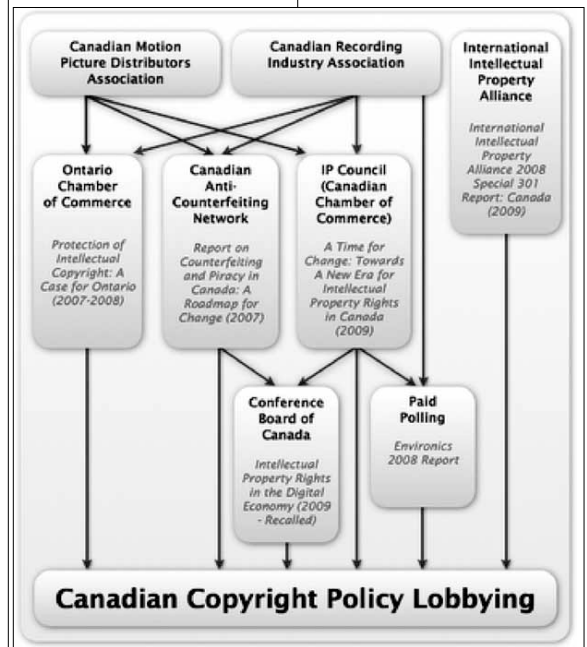 Canadian Motion
Picture Distributors
Association
Canadian Recording
Industry Association
International
Intellectual
Property
Alliance
International
Intellectual
Property
Alliance 2008
Special 301
Report: Canada
(2009)
Ontario
Chamber
of Commerce
Protection of
Intellectual
Copyright: A
Case for Ontario
(2007-2008)
Canadian
Anti-
Counterfeiting
Network
Report on
Counterfeiting
and Piracy in
Canada: A
Roadmap for
Change (2007)
IP Council
(Canadian
Chamber of
Commerce)
A Time for
Change: Towards
A New Era for
Intellectual
Property Rights
in Canada
(2009)
Conference
Board of
Canada
Intellectual
Property Rights
in the Digital
Economy (2009
- Recalled)
Paid
Polling
Environics
2008 Report
Canadian Copyright Policy Lobbying